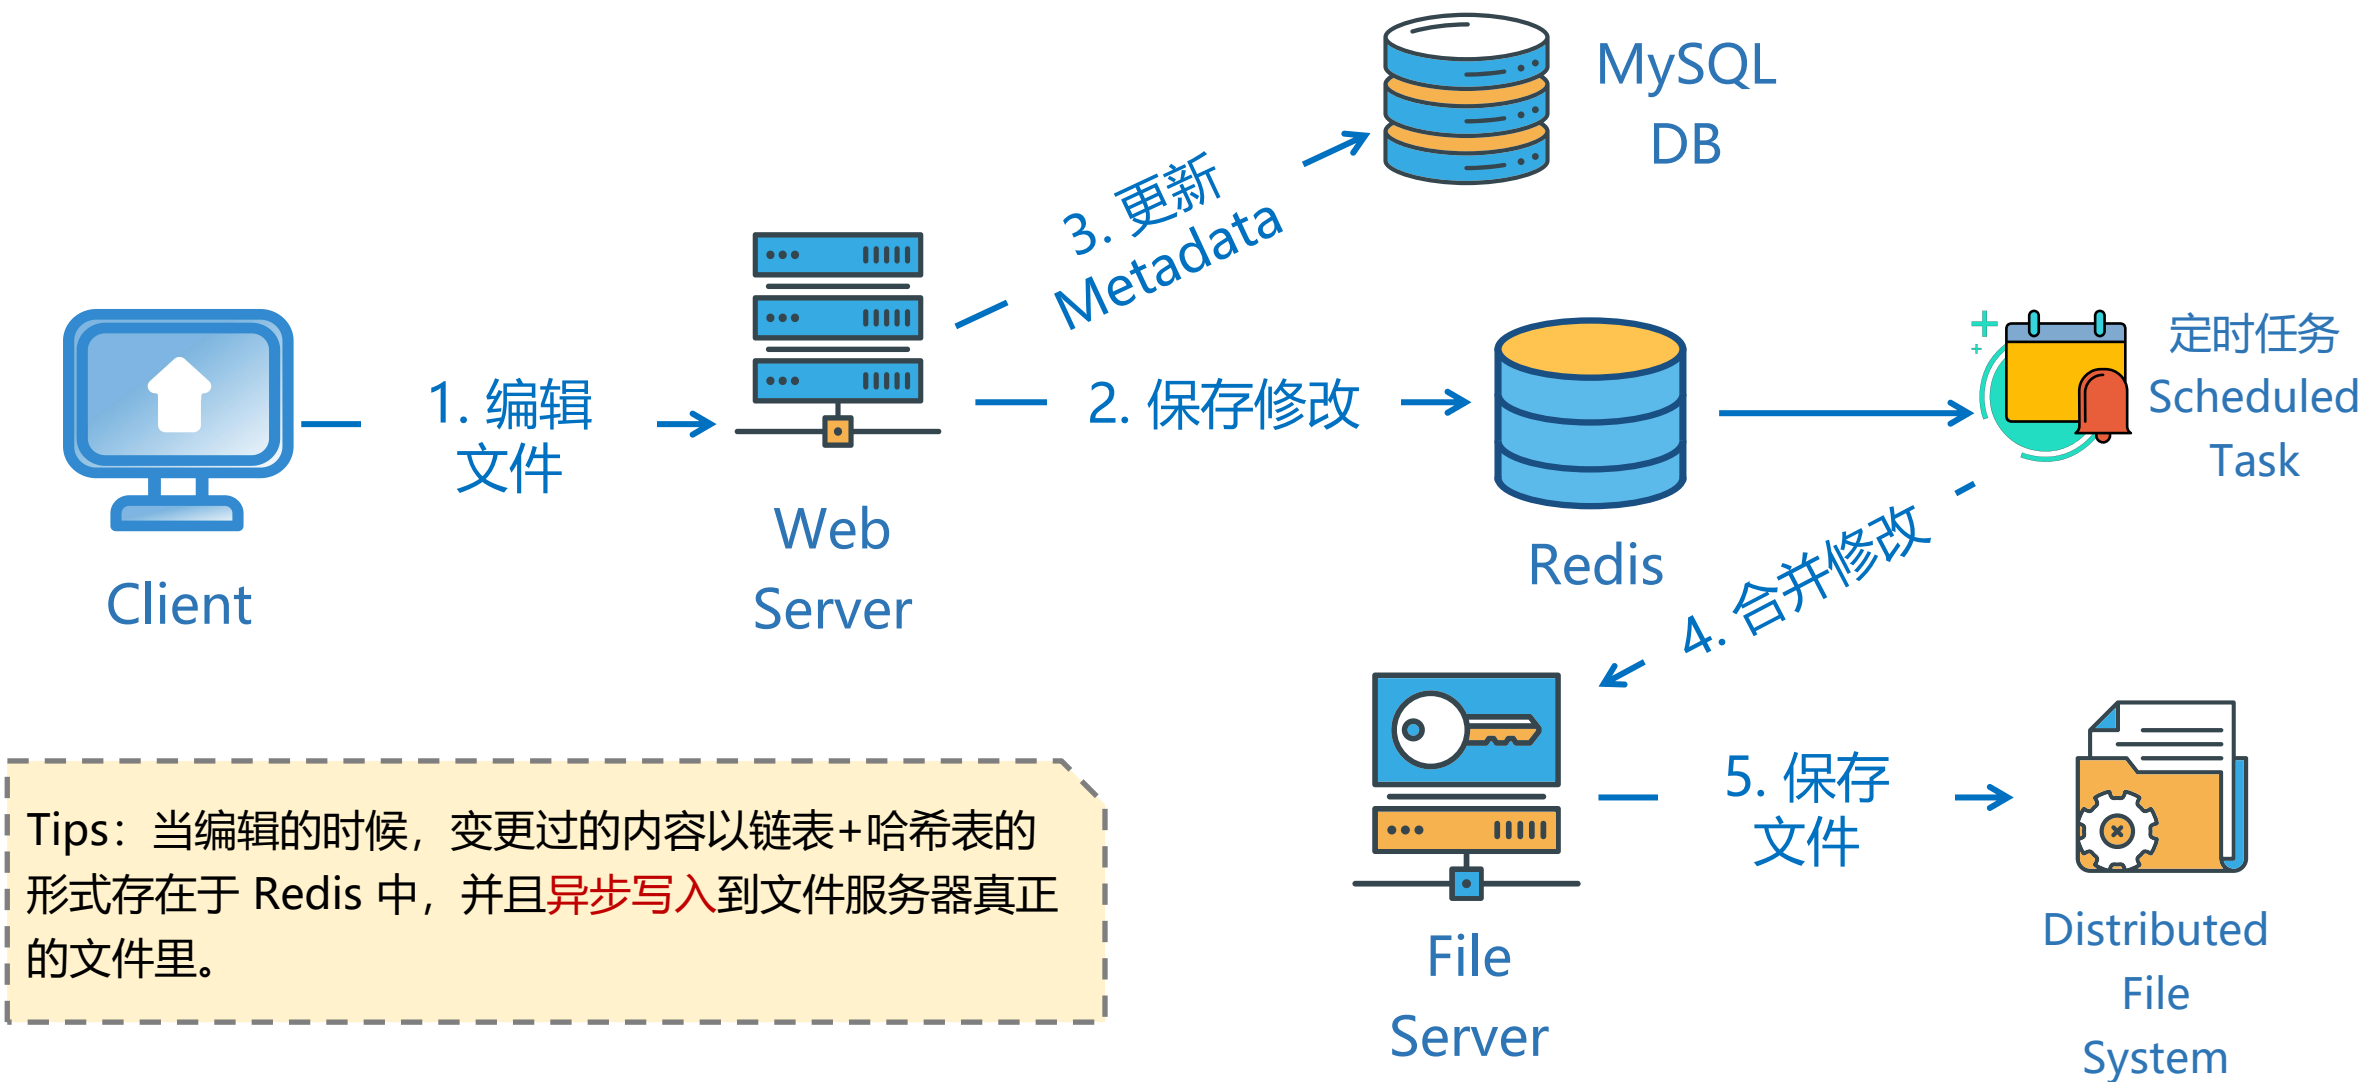 MySQL
DB
3. 更新
Metadata
定时任务
Scheduled
Task
1. 编辑
文件
2. 保存修改
Web
Server
Redis
Client
4. 合并修改
5. 保存
文件
Tips：当编辑的时候，变更过的内容以链表+哈希表的
形式存在于 Redis 中，并且异步写入到文件服务器真正
的文件里。
File
Server
Distributed
File
System